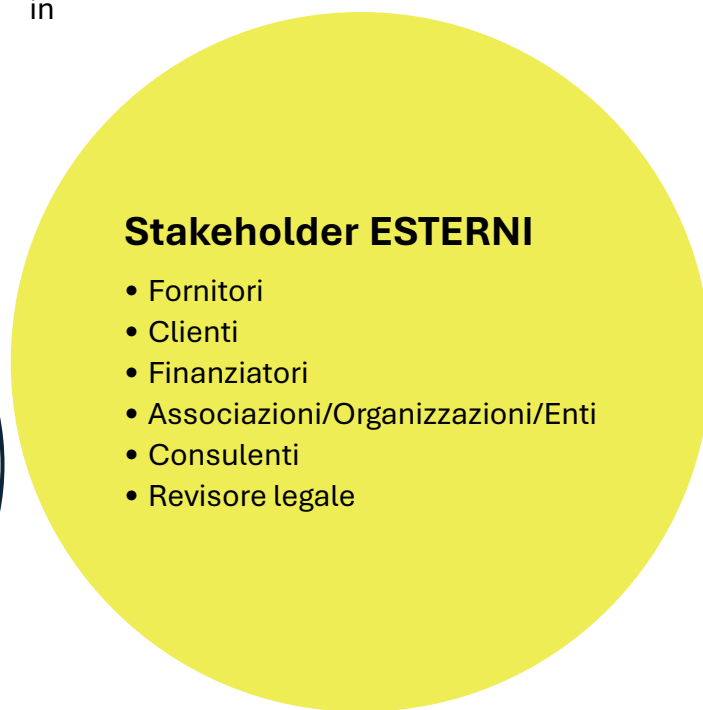 in
Stakeholder ESTERNI
• Fornitori
• Clienti
• Finanziatori
• Associazioni/Organizzazioni/Enti
• Consulenti
• Revisore legale